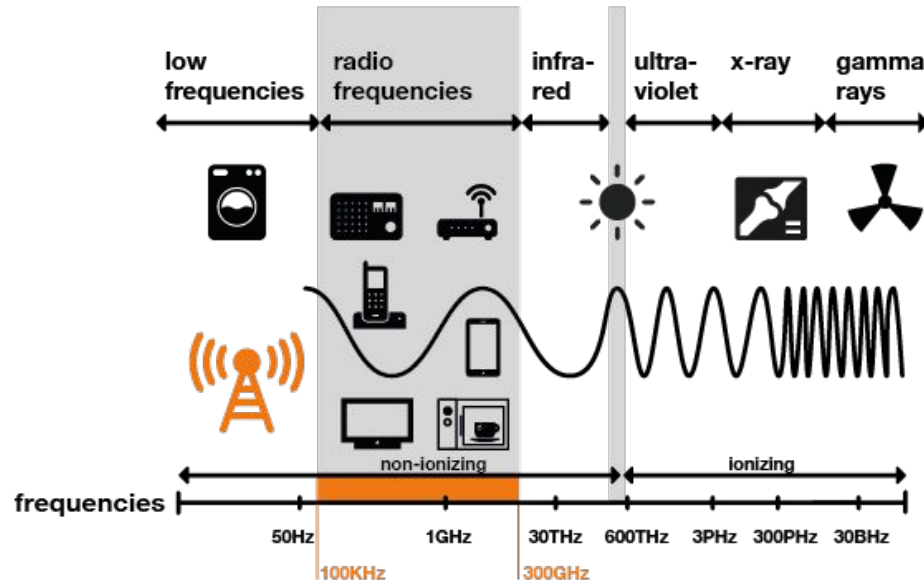 low
frequencies
radio
frequencies
infra-
red
ultra-
violet
x-ray
gamma
rays
non-ionizing
ionizing
frequencies
50Hz
1GHz
30THz
600THz
3PHz
300PHz
30BHz
100KHz
300GHz